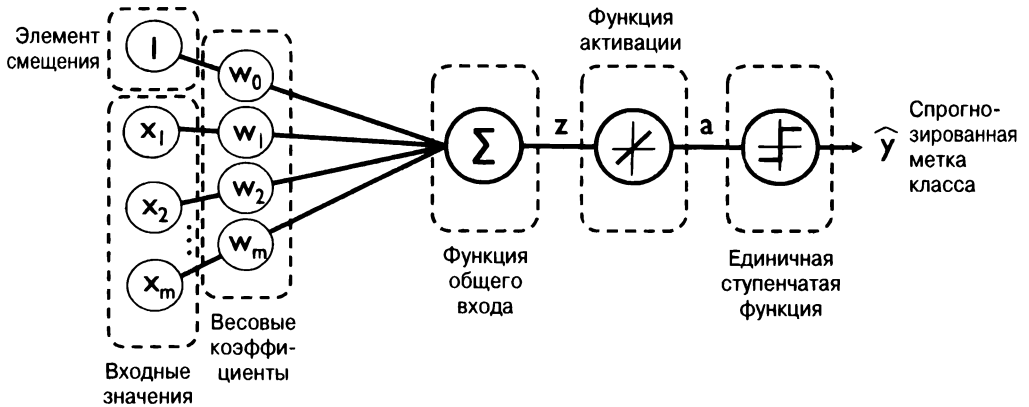 Элемент
смещения
1
x1
x2
xm
w0
w1
w2
wm
Входные
значения
Весовые
коэффи-
циенты
Σ
Функция
общего
входа
z
Функция
активации
a
Единичная
ступенчатая
функция
ŷ
Спрогно-
зированная
метка
класса